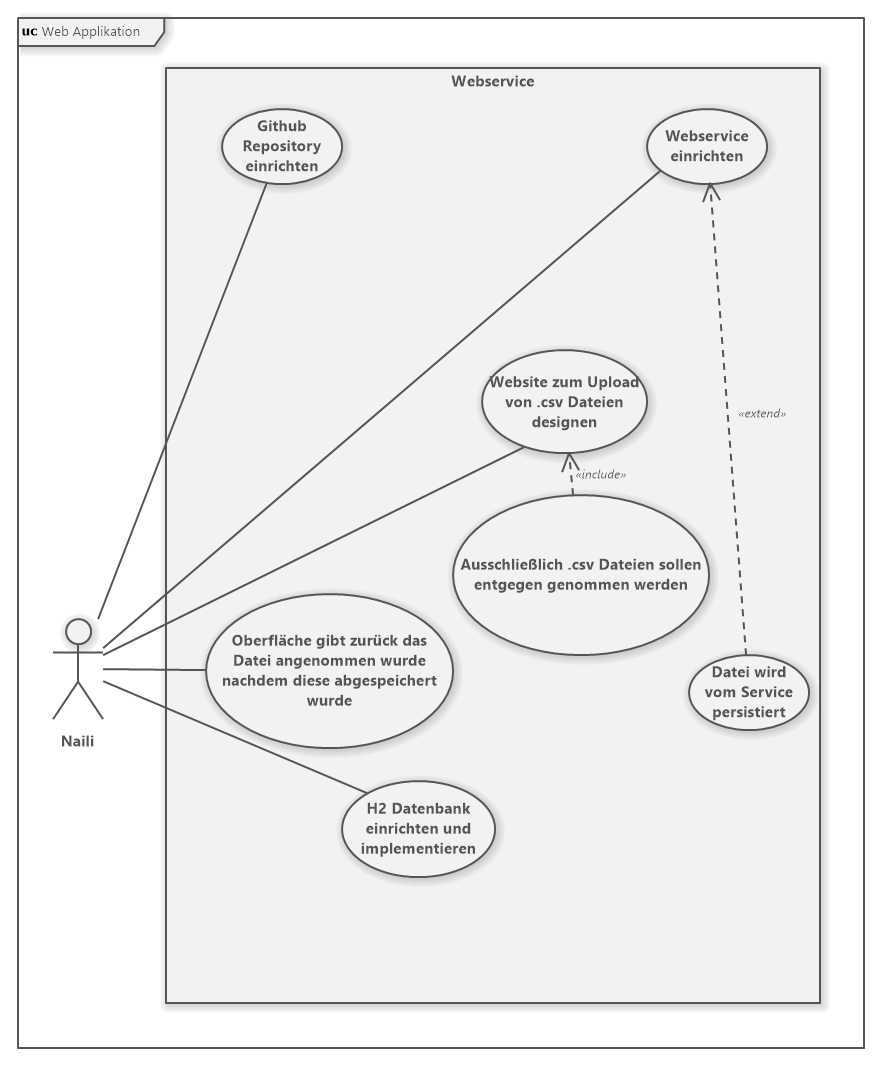 uc Web Applikation
Webservice
Github
Repository
einrichten
Webservice
einrichten
Website zum Upload
von .csv Dateien
designen
«extend»
«include»
Ausschließlich .csv Dateien sollen
entgegen genommen werden
Oberfläche gibt zurück das
Datei angenommen wurde
nachdem diese abgespeichert
wurde
Datei wird
vom Service
persistiert
Naili
H2 Datenbank
einrichten und
implementieren